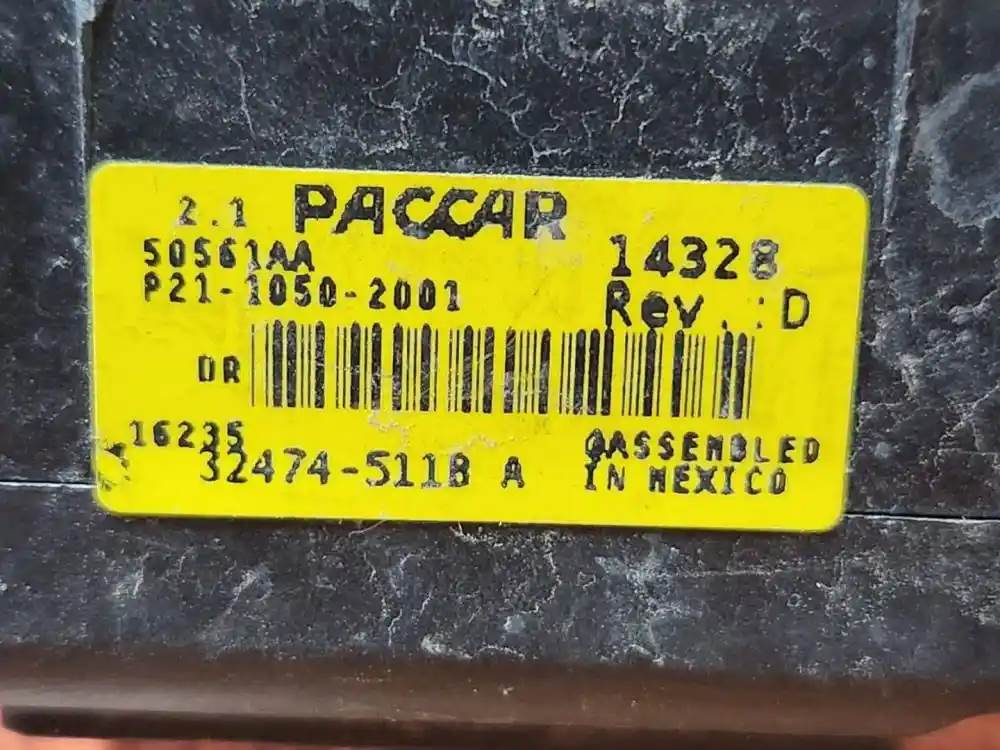 2.1 PACCAR
50561AA 14328
P21-1050-2001 Rev.:D
DR
16235
32474-511B A
ASSEMBLED
IN MEXICO